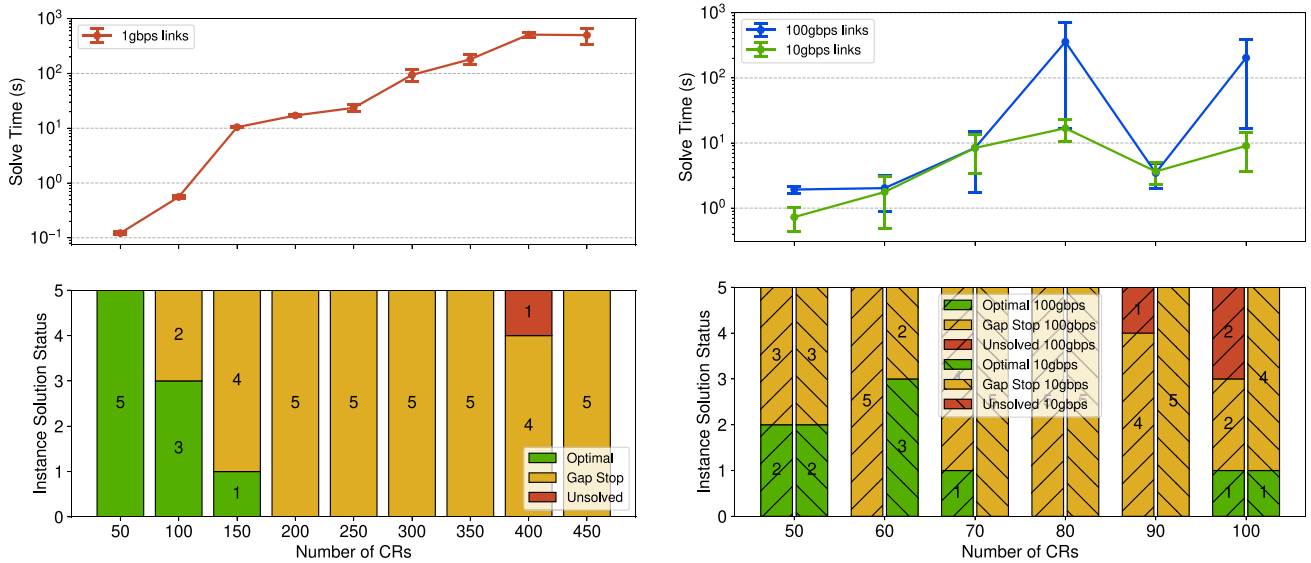 1gbps links
Solve Time (s)
10³
10²
10¹
10⁰
10⁻¹
100gbps links
10gbps links
Solve Time (s)
10³
10²
10¹
10⁰
Instance Solution Status
5
4
3
2
1
0
5
2
3
4
1
5
5
5
5
1
4
5
Optimal
Gap Stop
Unsolved
50 100 150 200 250 300 350 400 450
Number of CRs
Instance Solution Status
5
4
3
2
1
0
3
3
2
2
5
2
3
1
1
4
5
2
2
1
4
1
Optimal 100gbps
Gap Stop 100gbps
Unsolved 100gbps
Optimal 10gbps
Gap Stop 10gbps
Unsolved 10gbps
50 60 70 80 90 100
Number of CRs